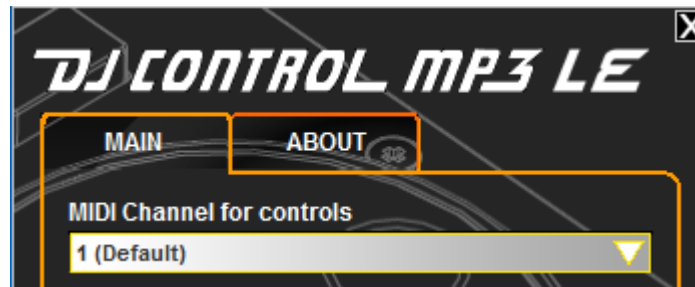 DJ CONTROL MP3 LE
X
MAIN ABOUT
MIDI Channel for controls
1 (Default)